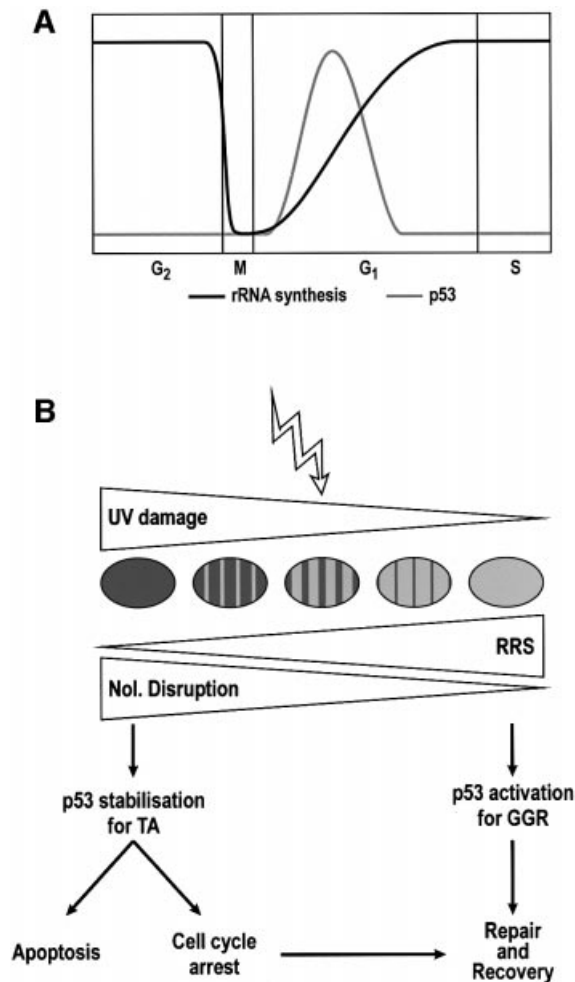 A
G2 M G1 S
rRNA synthesis p53
B
UV damage
RRS
Nol. Disruption
p53 stabilisation
for TA
p53 activation
for GGR
Apoptosis
Cell cycle
arrest
Repair
and
Recovery